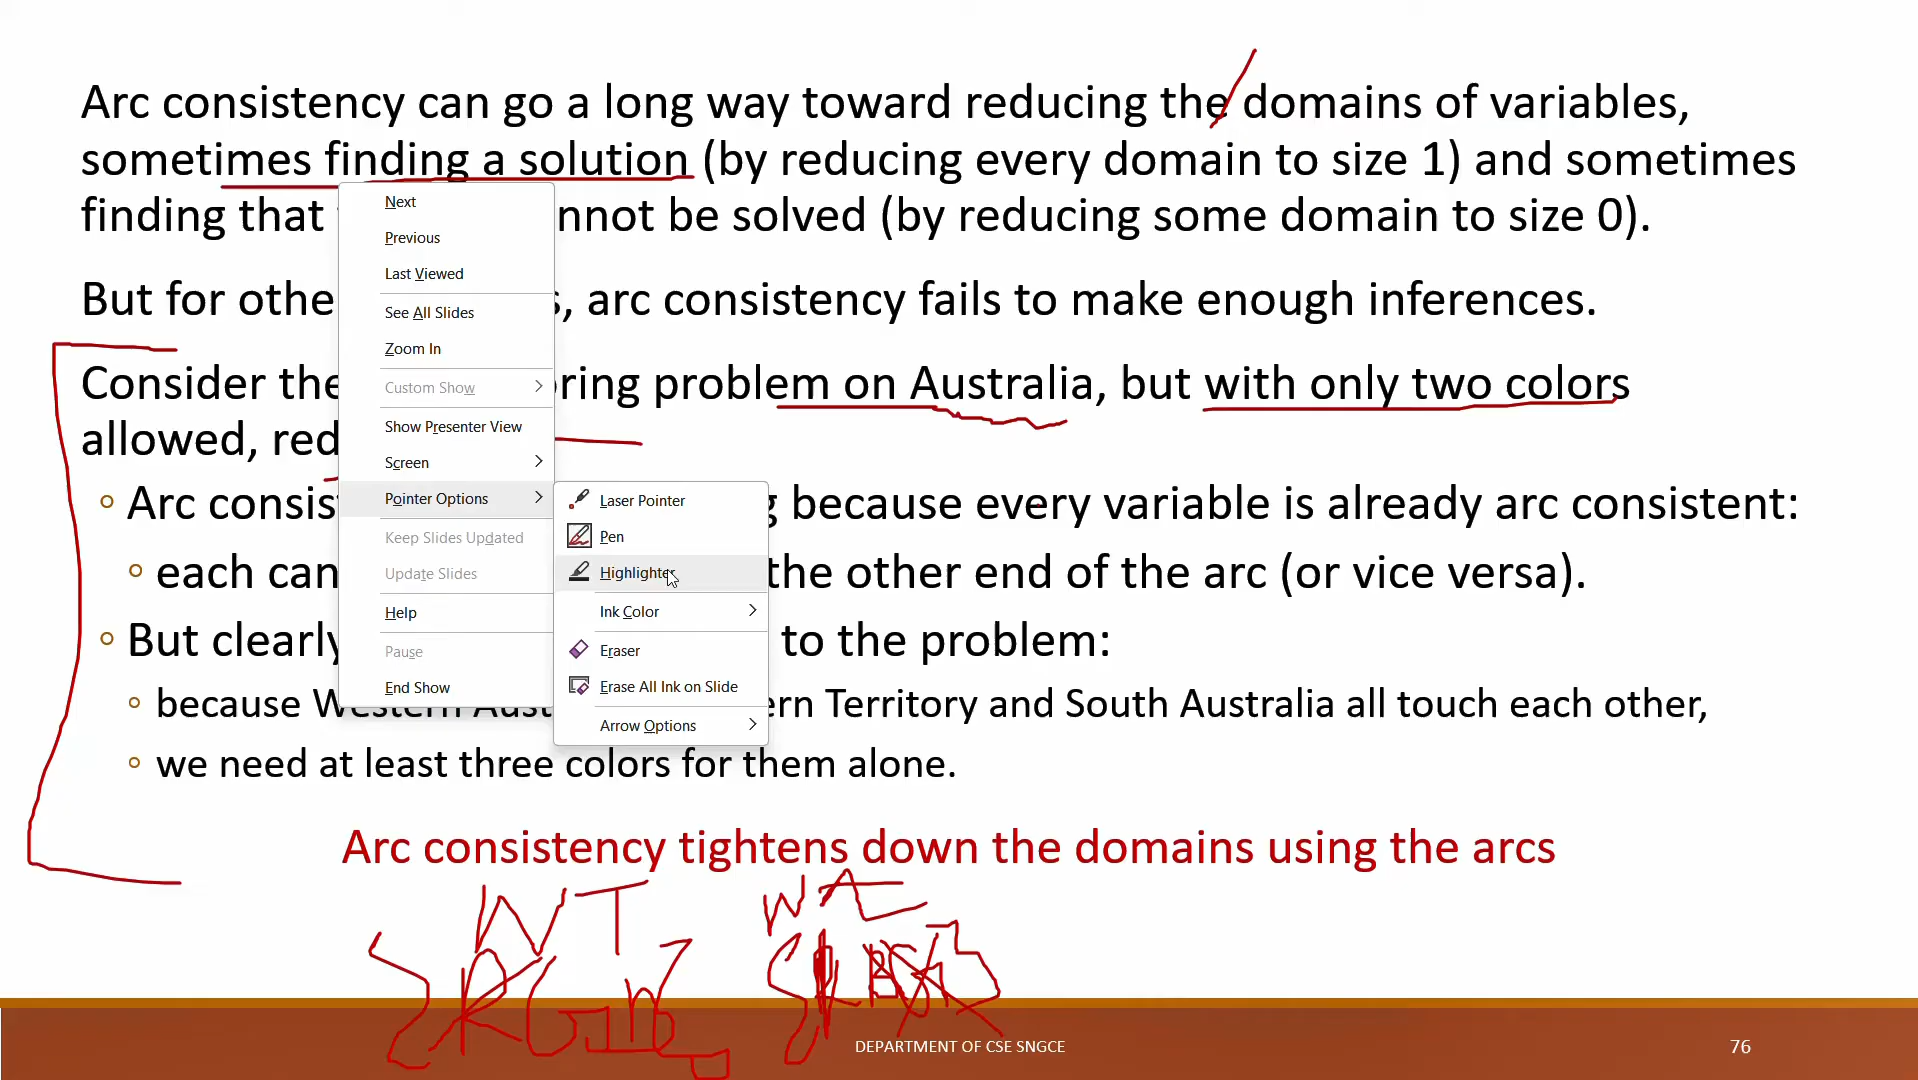 Arc consistency can go a long way toward reducing the domains of variables,
sometimes finding a solution (by reducing every domain to size 1) and sometimes
finding that nnot be solved (by reducing some domain to size 0).
But for othe s, arc consistency fails to make enough inferences.
Consider the ring problem on Australia, but with only two colors
allowed, red
Arc consis g because every variable is already arc consistent:
each can the other end of the arc (or vice versa).
But clearly to the problem:
because Western Aust ern Territory and South Australia all touch each other,
we need at least three colors for them alone.
Arc consistency tightens down the domains using the arcs
NT WA
DEPARTMENT OF CSE SNGCE 76
Next
Previous
Last Viewed
See All Slides
Zoom In
Custom Show
Show Presenter View
Screen
Pointer Options
Keep Slides Updated
Update Slides
Help
Pause
End Show
Laser Pointer
Pen
Highlighter
Ink Color
Eraser
Erase All Ink on Slide
Arrow Options